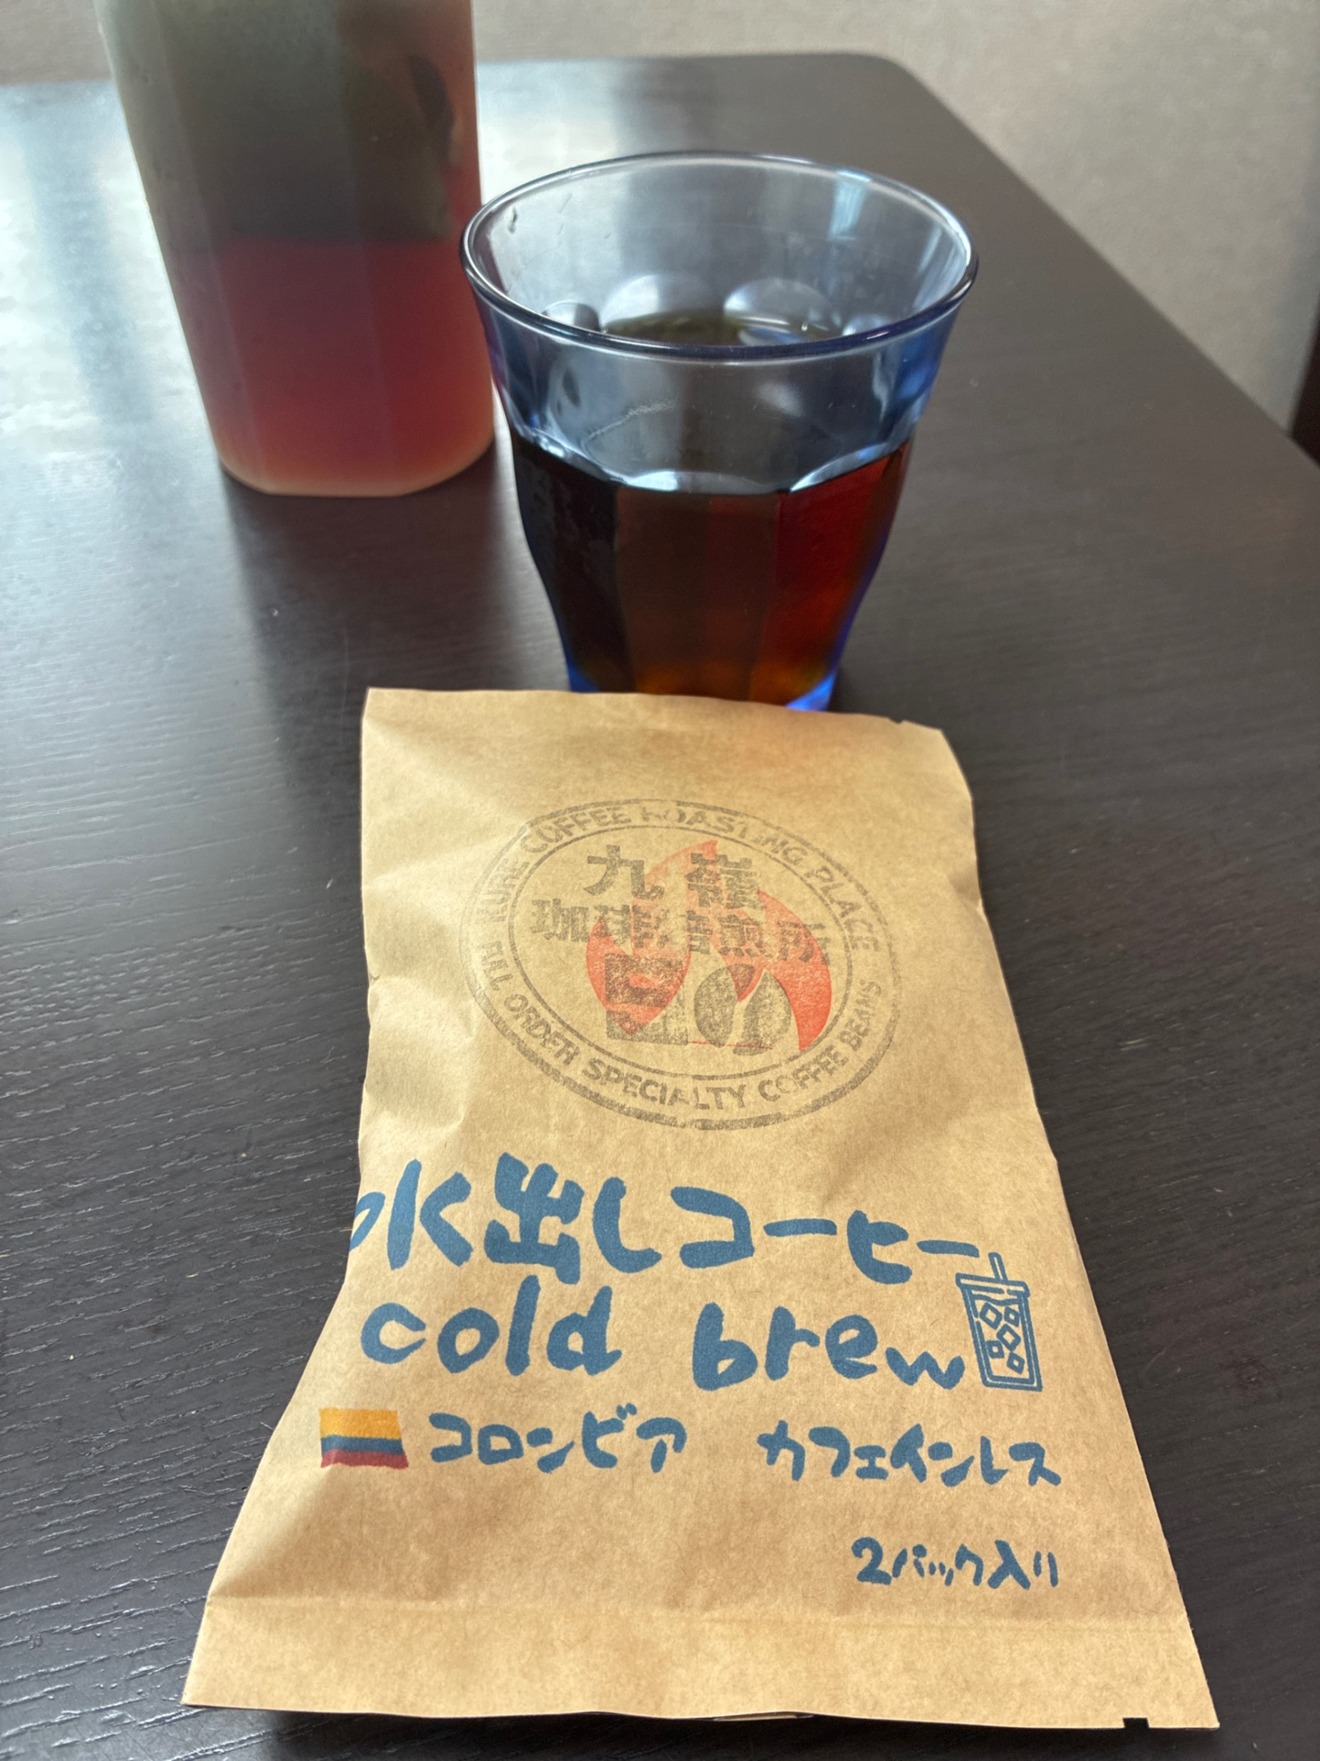 KURE COFFEE ROASTING PLACE
九嶺
珈琲焙煎所
FULL ORDER SPECIALTY COFFEE BEANS
水出しコーヒー
cold brew
コロンビア カフェインレス
2パック入り